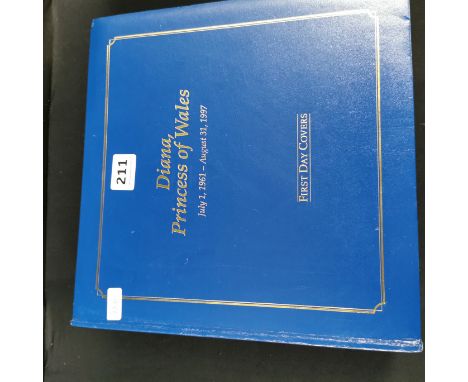 Diana,
Princess of Wales
July 1, 1961 – August 31, 1997
FIRST DAY COVERS
211